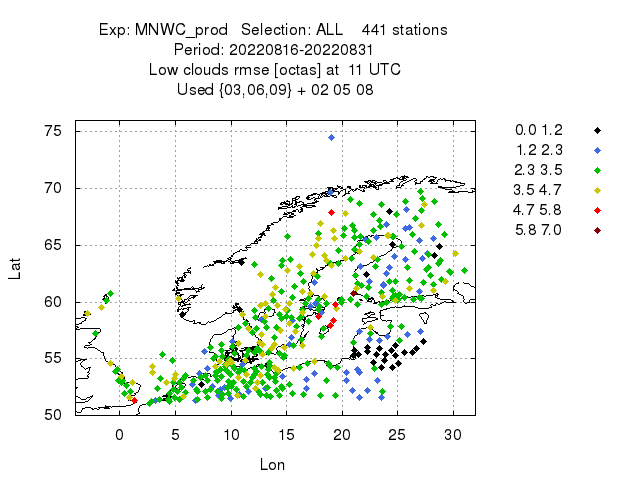 Exp: MNWC_prod   Selection: ALL    441 stations
Period: 20220816-20220831
Low clouds rmse [octas] at  11 UTC
Used {03,06,09} + 02 05 08
0.0 1.2
1.2 2.3
2.3 3.5
3.5 4.7
4.7 5.8
5.8 7.0
75
70
65
60
55
50
Lat
0 5 10 15 20 25 30
Lon